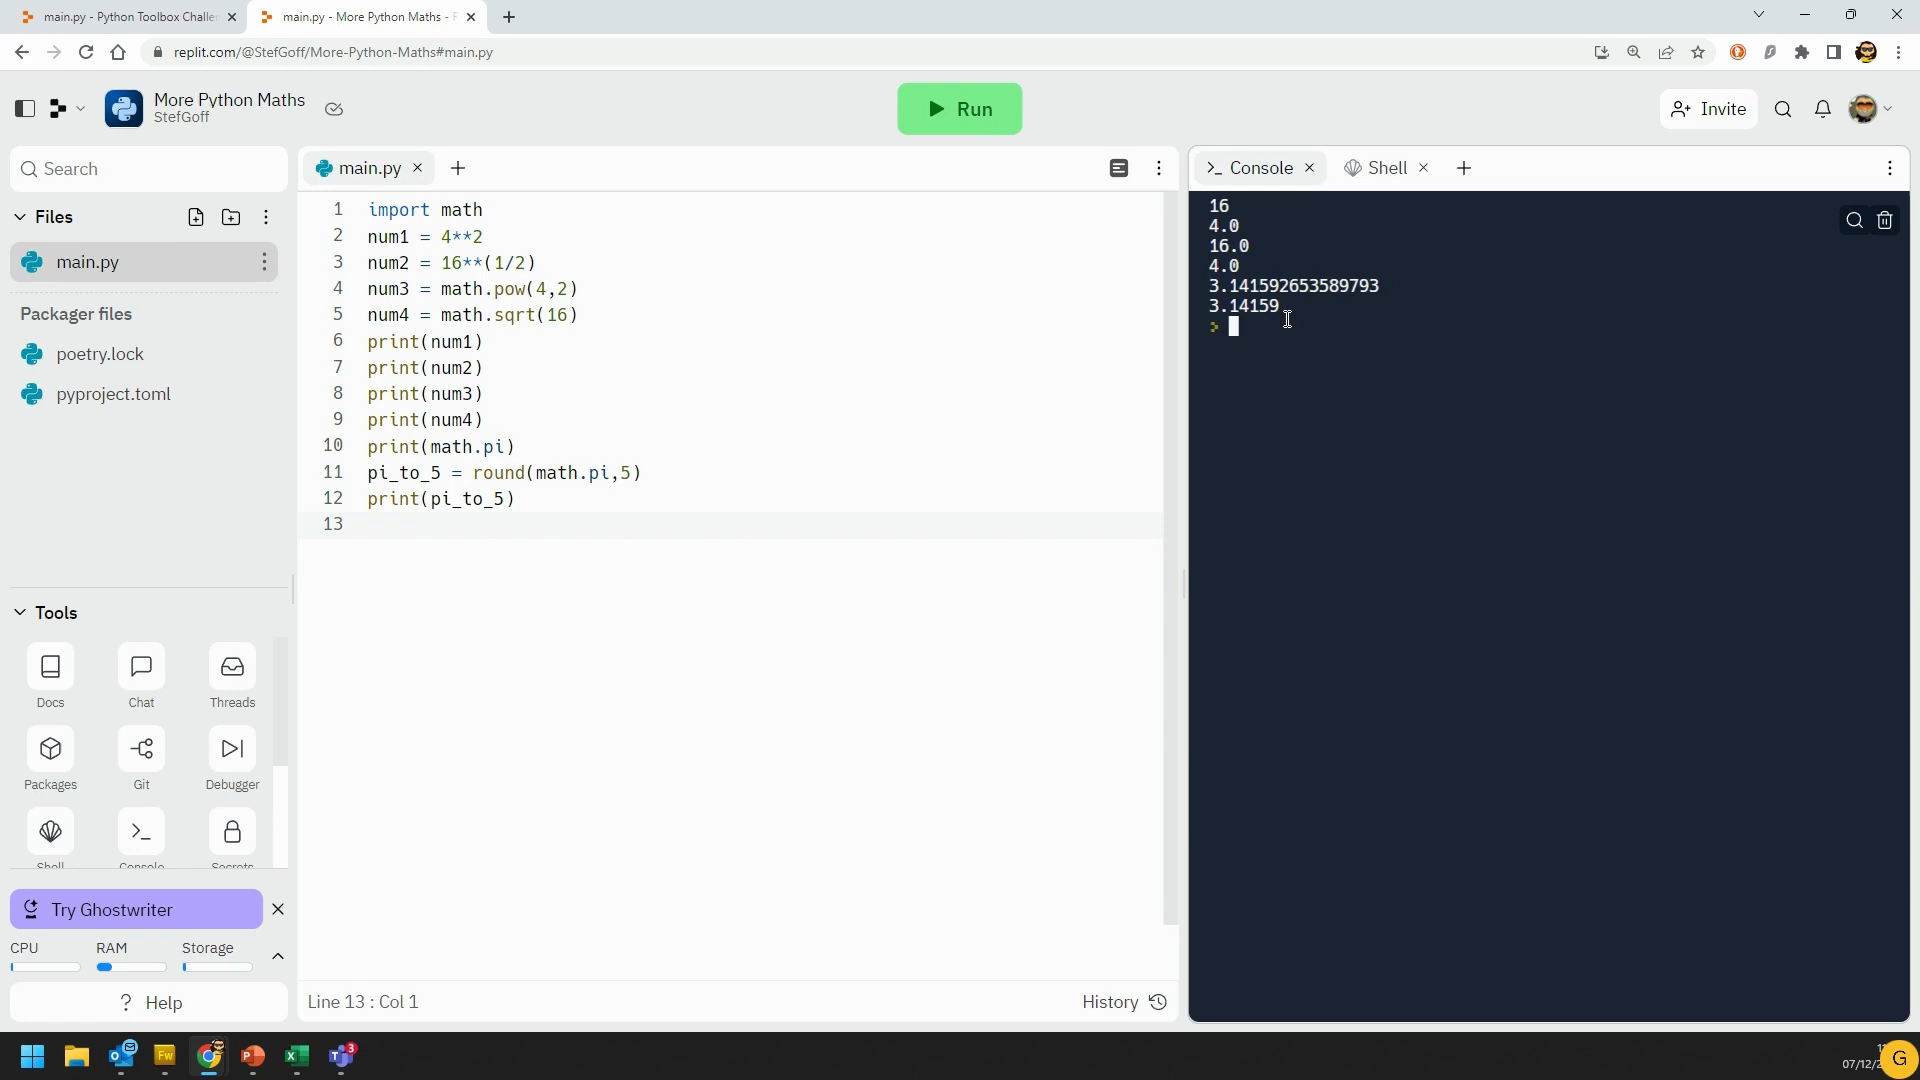 main.py - Python Toolbox Challe
main.py - More Python Maths - R
replit.com/@StefGoff/More-Python-Maths#main.py
More Python Maths
StefGoff
Run
Invite
Search
Files
main.py
Packager files
poetry.lock
pyproject.toml
Tools
Docs
Chat
Threads
Packages
Git
Debugger
Shell
Console
Secrets
Try Ghostwriter
CPU
RAM
Storage
? Help
main.py
1 import math
2 num1 = 4**2
3 num2 = 16**(1/2)
4 num3 = math.pow(4,2)
5 num4 = math.sqrt(16)
6 print(num1)
7 print(num2)
8 print(num3)
9 print(num4)
10 print(math.pi)
11 pi_to_5 = round(math.pi,5)
12 print(pi_to_5)
13
Line 13 : Col 1
History
Console
Shell
16
4.0
16.0
4.0
3.141592653589793
3.14159
>
Fw
3
07/12/
G